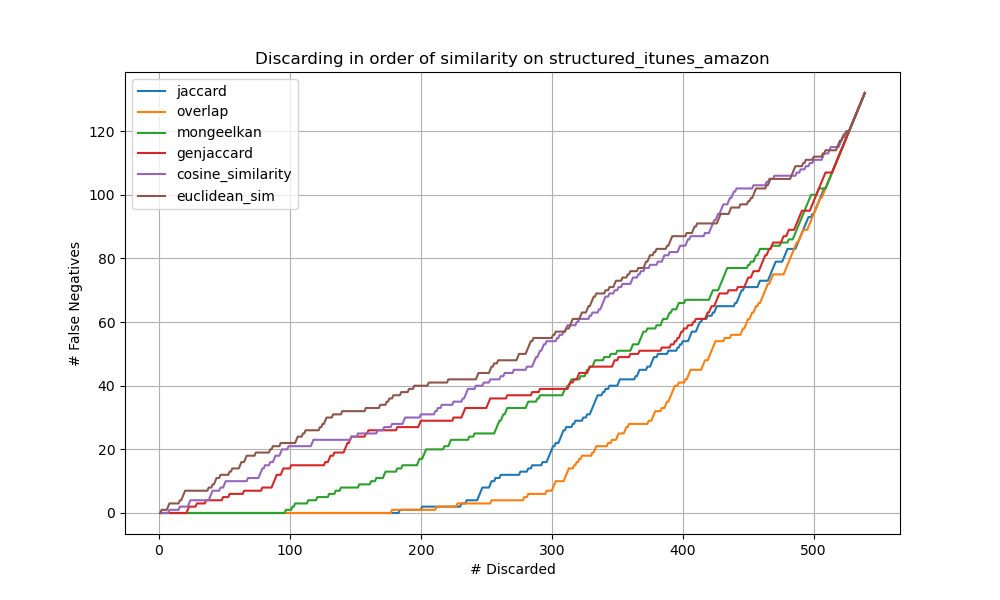 Discarding in order of similarity on structured_itunes_amazon
jaccard
overlap
mongeelkan
genjaccard
cosine_similarity
euclidean_sim
# False Negatives
120
100
80
60
40
20
0
0 100 200 300 400 500
# Discarded